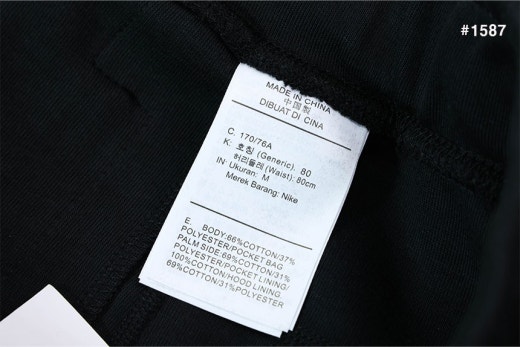 #1587
MADE IN CHINA
中国製
DIBUAT DI CINA
C. 170/76A
K: 호칭 (Generic). 80
허리둘레 (Waist): 80cm
IN: Ukuran: M
Merek Barang: Nike
E. BODY:66%COTTON/37%
POLYESTER/POCKET BAG
PALM SIDE:69%COTTON/31%
POLYESTER/POCKET LINING/
100%COTTON/HOOD LINING
69%COTTON/31%POLYESTER